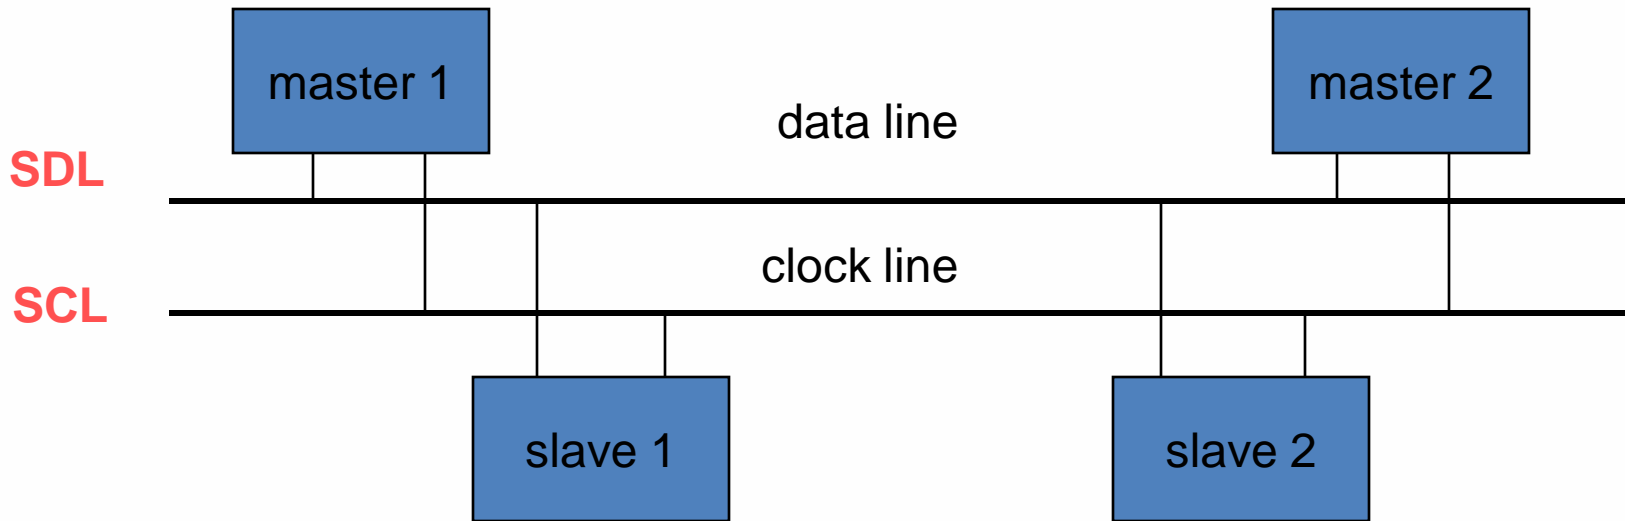 master 1
master 2
data line
SDL
clock line
SCL
slave 1
slave 2